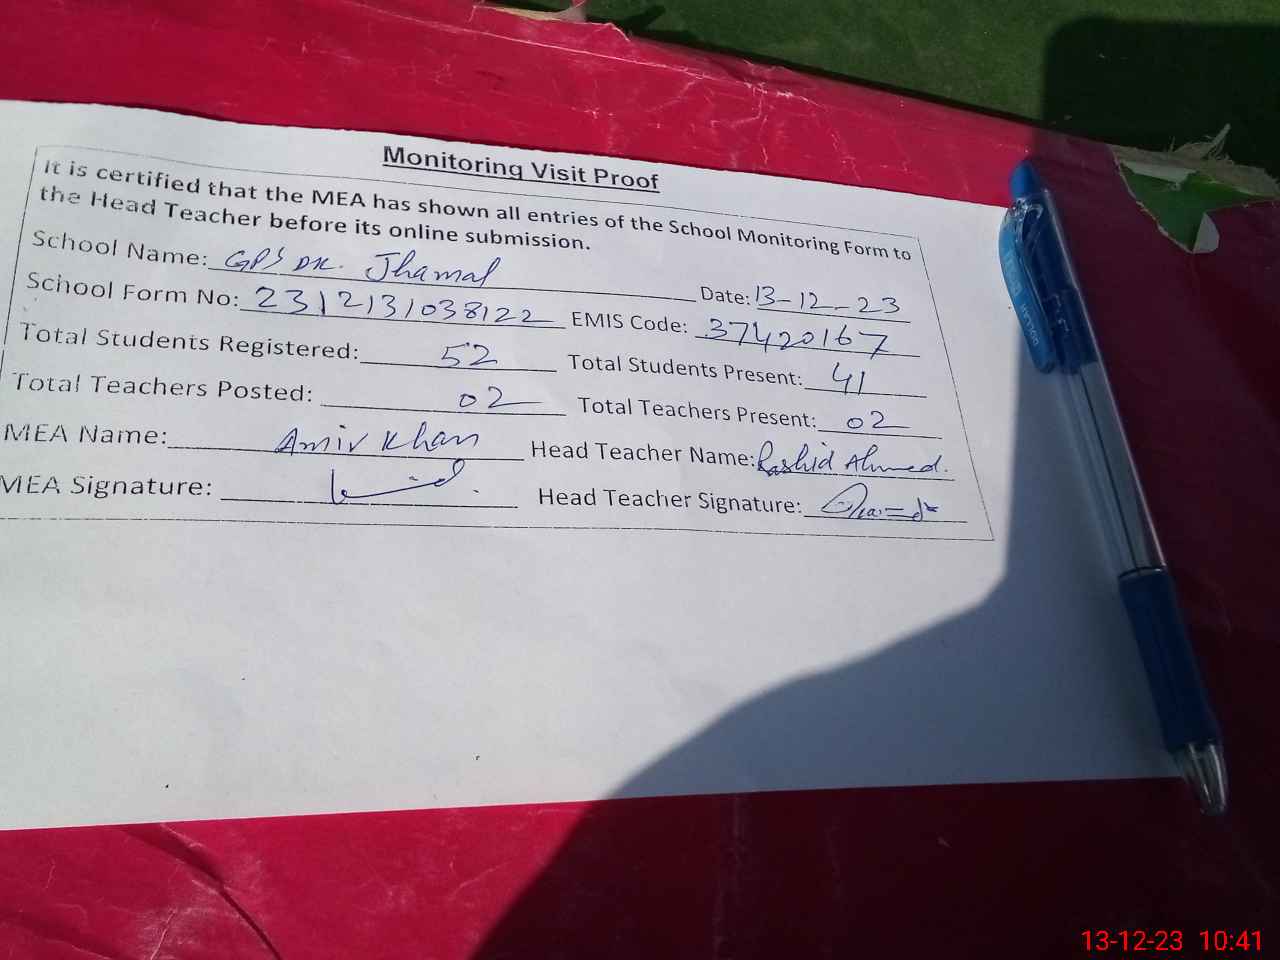 Monitoring Visit Proof
It is certified that the MEA has shown all entries of the School Monitoring Form to
the Head Teacher before its online submission.
School Name: GPS DK. Jhamal Date: 13-12-23
School Form No: 2312131038122 EMIS Code: 37420167
Total Students Registered: 52 Total Students Present: 41
Total Teachers Posted: 02 Total Teachers Present: 02
MEA Name: Amir Khan Head Teacher Name: Rashid Ahmed.
MEA Signature: Head Teacher Signature:
DOLLAR
13-12-23 10:41